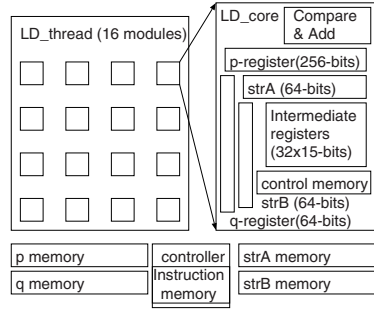 LD_thread (16 modules)
LD_core
Compare
& Add
p-register(256-bits)
strA (64-bits)
Intermediate
registers
(32x15-bits)
control memory
strB (64-bits)
q-register(64-bits)
p memory
controller
strA memory
q memory
Instruction
memory
strB memory